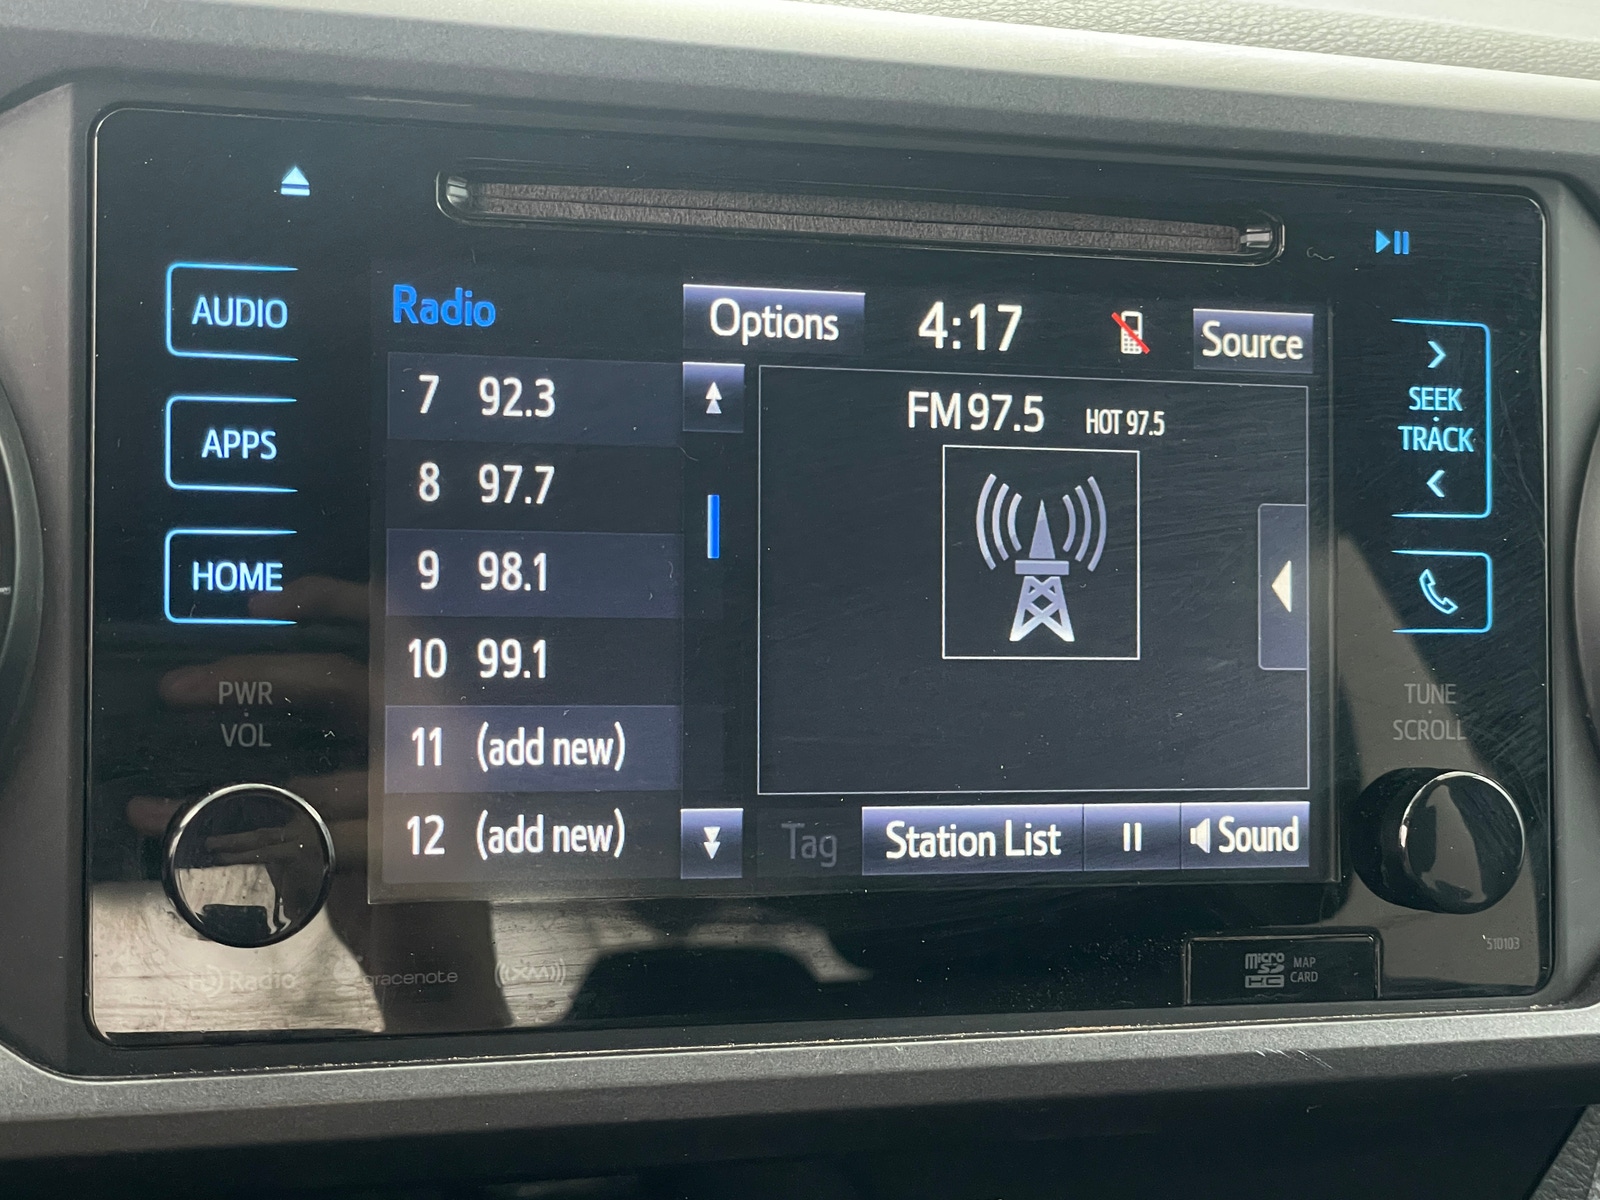 AUDIO
APPS
HOME
PWR
VOL
Radio
Options
4:17
Source
7 92.3
8 97.7
9 98.1
10 99.1
11 (add new)
12 (add new)
FM 97.5 HOT 97.5
Tag
Station List
Sound
SEEK
TRACK
TUNE
SCROLL
HD Radio
gracenote
((XM))
micro
SD
HC
MAP
CARD
510103